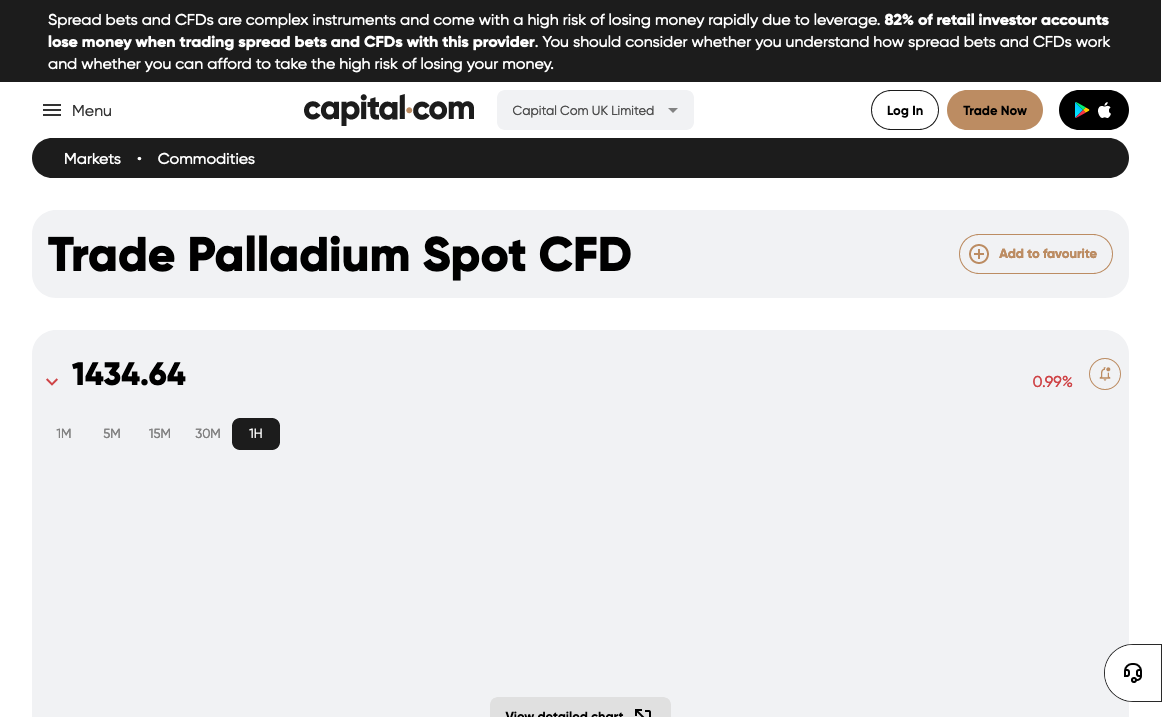 Spread bets and CFDs are complex instruments and come with a high risk of losing money rapidly due to leverage. 82% of retail investor accounts
lose money when trading spread bets and CFDs with this provider. You should consider whether you understand how spread bets and CFDs work
and whether you can afford to take the high risk of losing your money.
Menu
capital.com
Capital Com UK Limited
Log In
Trade Now
Markets • Commodities
Trade Palladium Spot CFD
Add to favourite
1434.64
0.99%
1M 5M 15M 30M 1H
View detailed chart